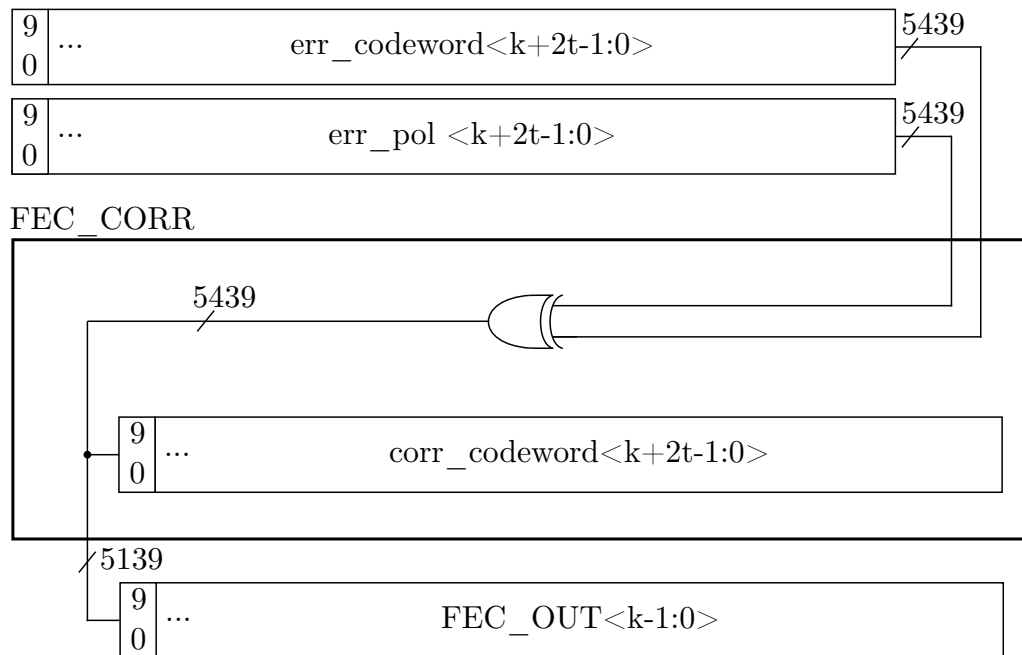 9 ... err_codeword<k+2t-1:0> 5439
0
9 ... err_pol <k+2t-1:0> 5439
0
FEC_CORR
5439
9 ... corr_codeword<k+2t-1:0>
0
5139
9 ... FEC_OUT<k-1:0>
0